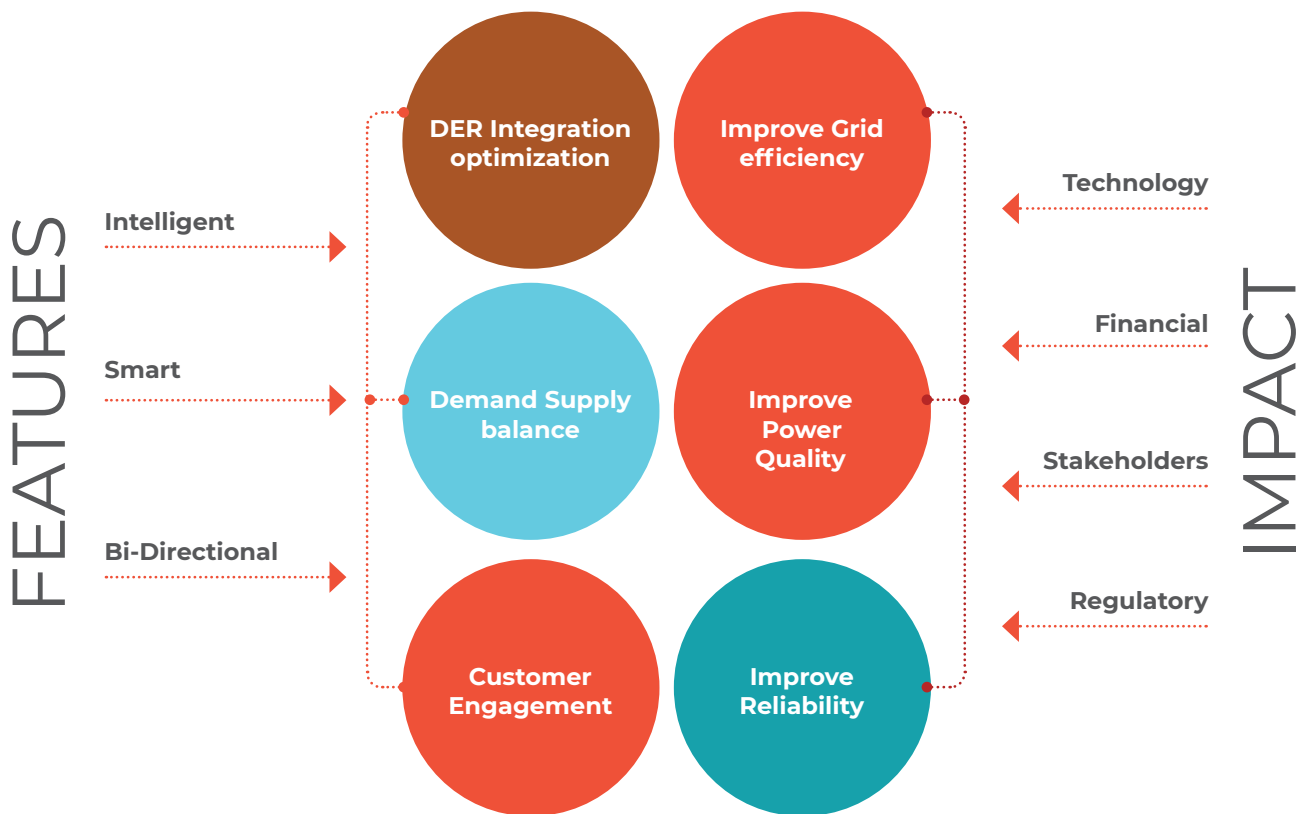 FEATURES
Intelligent
Smart
Bi-Directional
DER Integration
optimization
Demand Supply
balance
Customer
Engagement
Improve Grid
efficiency
Improve
Power
Quality
Improve
Reliability
Technology
Financial
Stakeholders
Regulatory
IMPACT